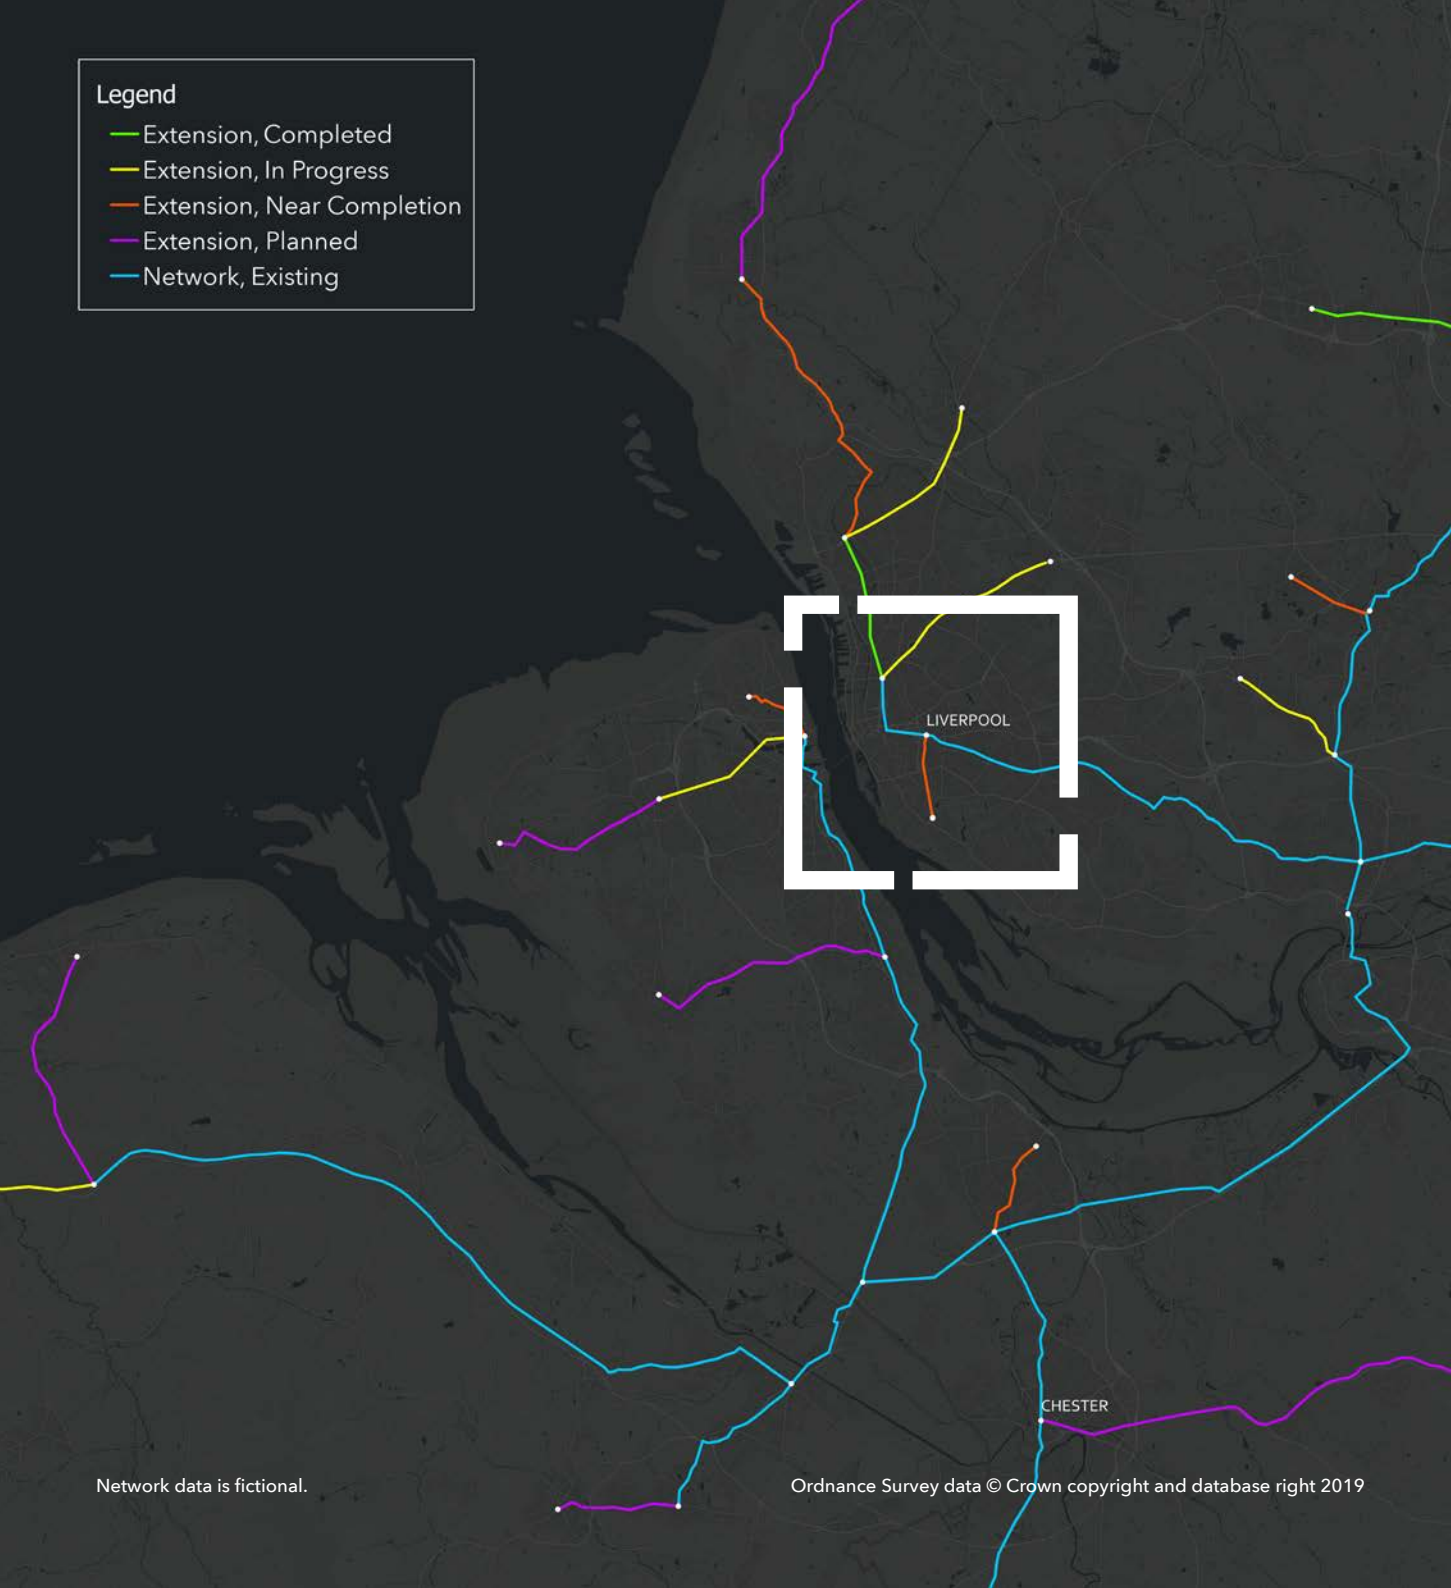 Legend
Extension, Completed
Extension, In Progress
Extension, Near Completion
Extension, Planned
Network, Existing
LIVERPOOL
CHESTER
Network data is fictional.
Ordnance Survey data © Crown copyright and database right 2019